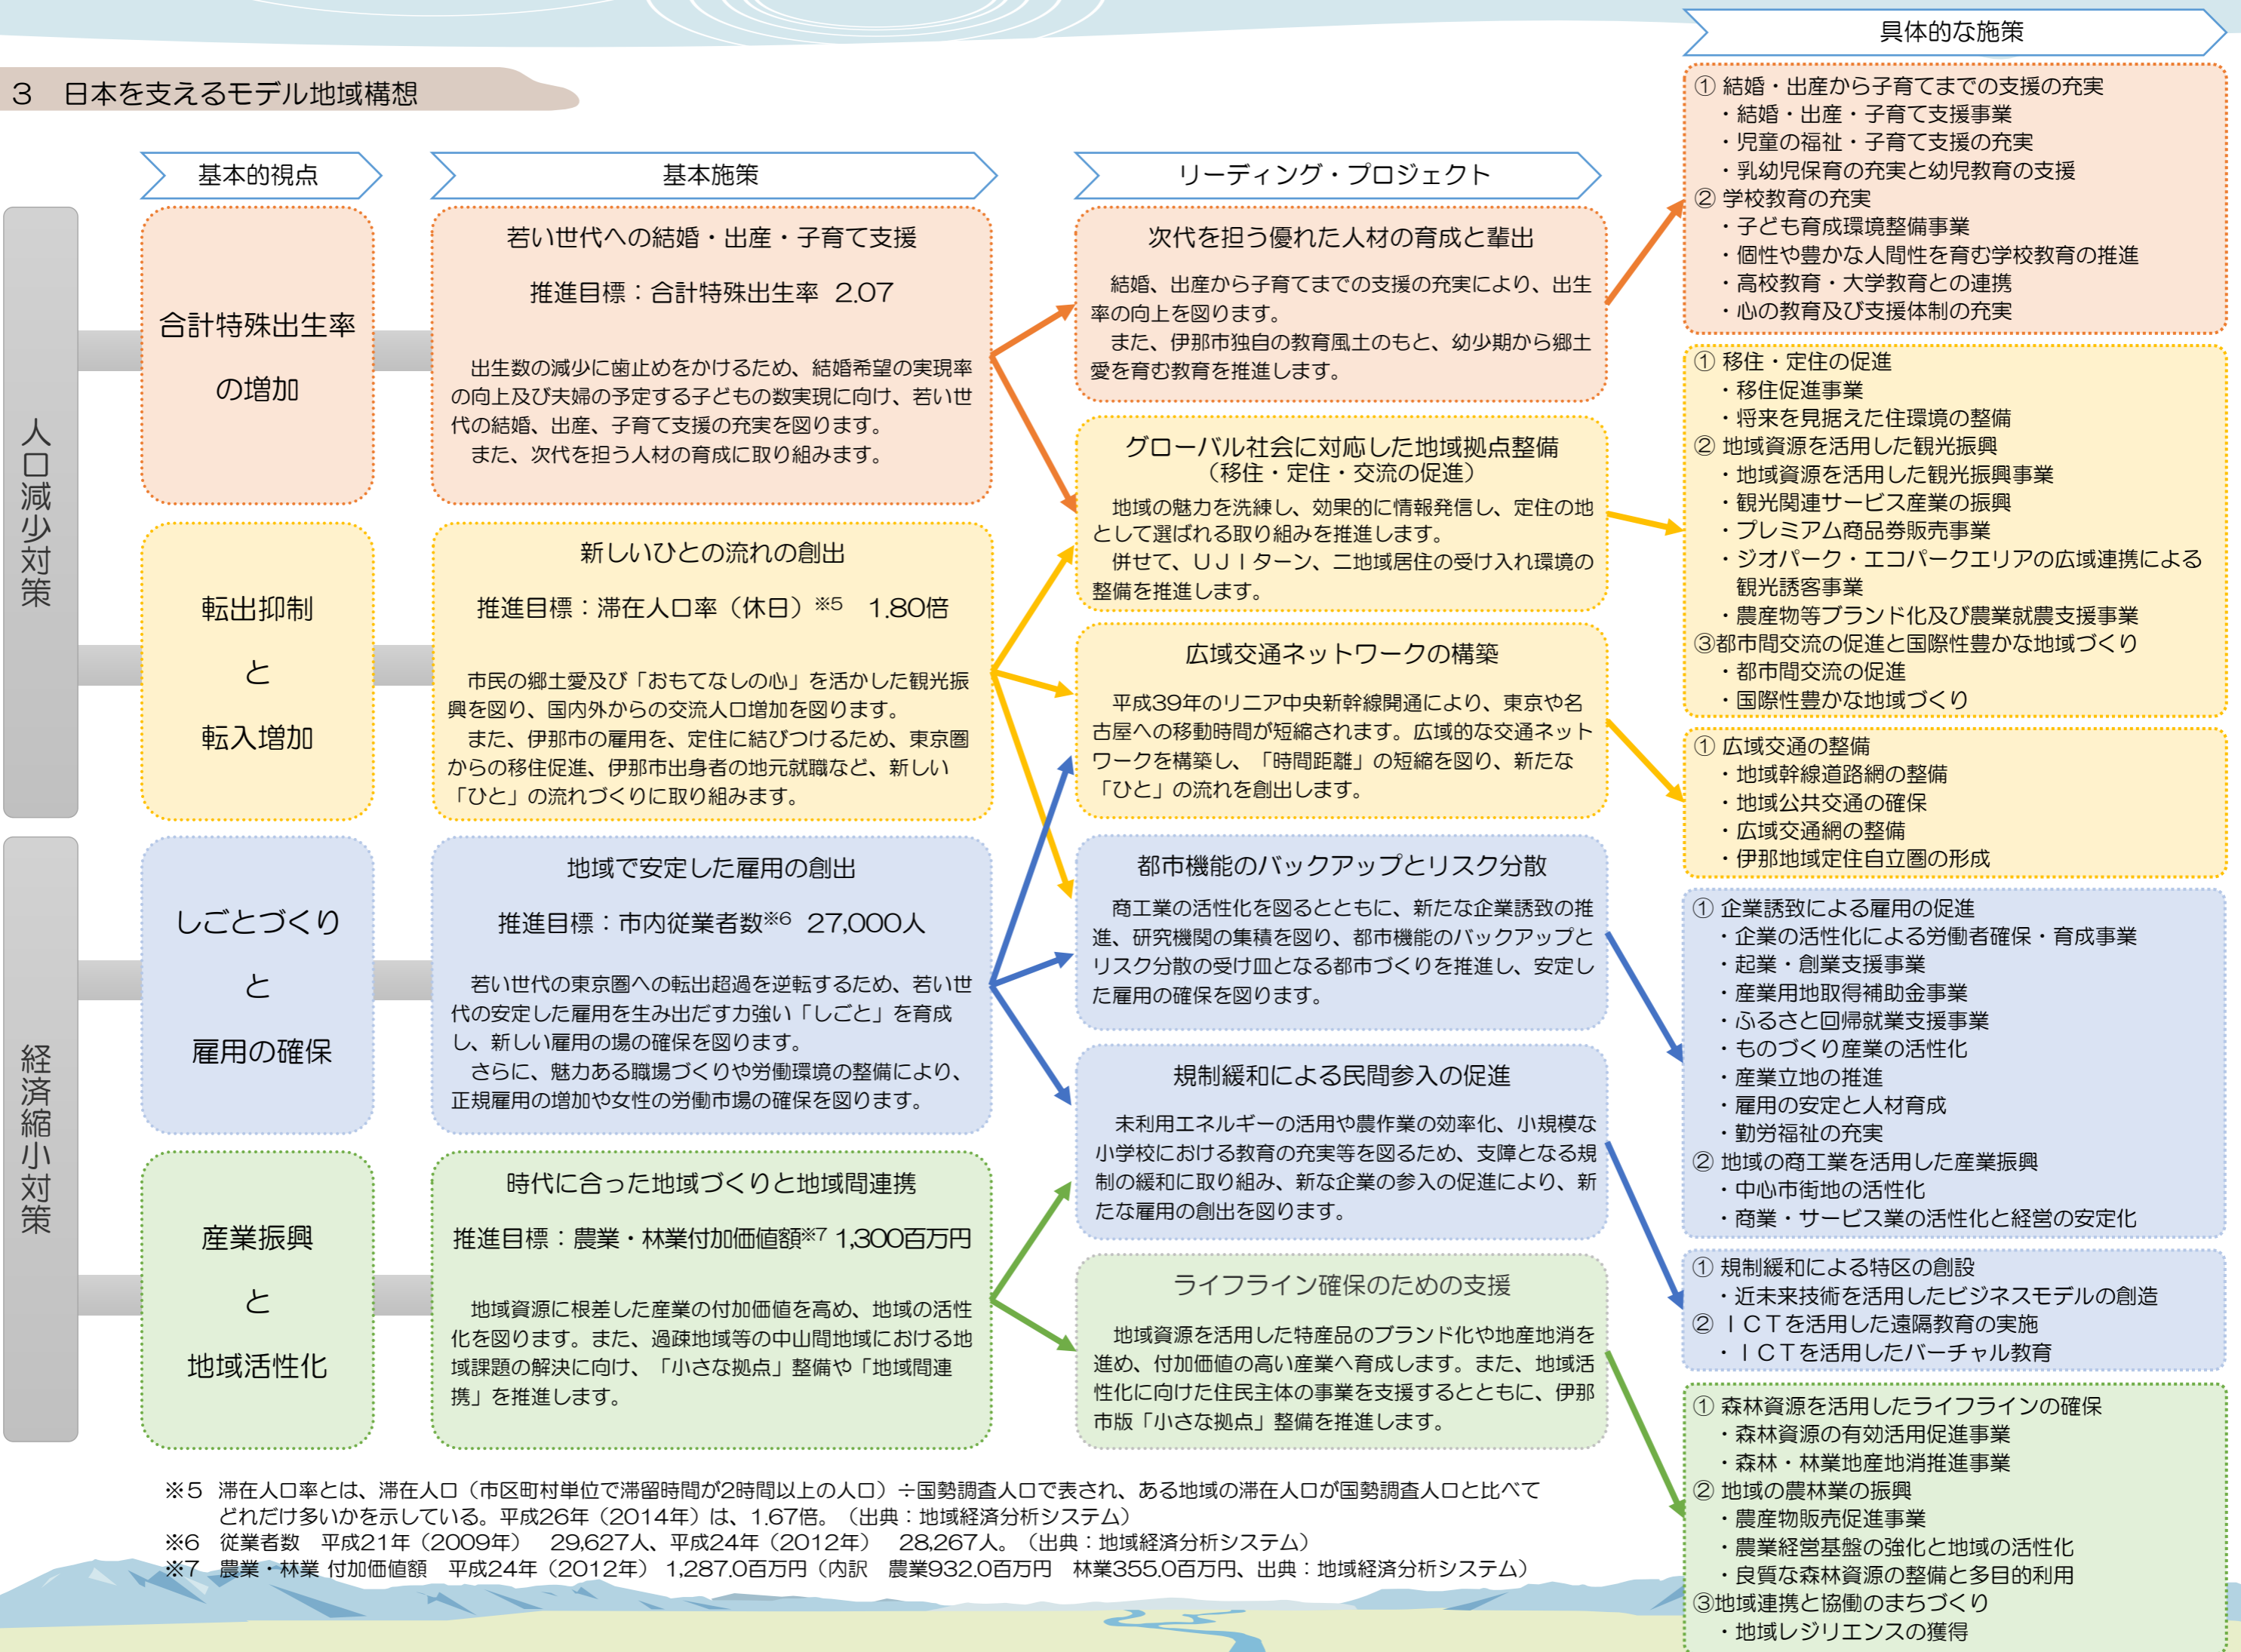 3 日本を支えるモデル地域構想
基本的視点
基本施策
リーディング・プロジェクト
具体的な施策
人口減少対策
合計特殊出生率
の増加
若い世代への結婚・出産・子育て支援
推進目標：合計特殊出生率 2.07
出生数の減少に歯止めをかけるため、結婚希望の実現率
の向上及び夫婦の予定する子どもの数実現に向け、若い世
代の結婚、出産、子育て支援の充実を図ります。
また、次代を担う人材の育成に取り組みます。
転出抑制
と
転入増加
新しいひとの流れの創出
推進目標：滞在人口率（休日）※5 1.80倍
市民の郷土愛及び「おもてなしの心」を活かした観光振
興を図り、国内外からの交流人口増加を図ります。
また、伊那市の雇用を、定住に結びつけるため、東京圏
からの移住促進、伊那市出身者の地元就職など、新しい
「ひと」の流れづくりに取り組みます。
経済縮小対策
しごとづくり
と
雇用の確保
地域で安定した雇用の創出
推進目標：市内従業者数※6 27,000人
若い世代の東京圏への転出超過を逆転するため、若い世
代の安定した雇用を生み出だす力強い「しごと」を育成
し、新しい雇用の場の確保を図ります。
さらに、魅力ある職場づくりや労働環境の整備により、
正規雇用の増加や女性の労働市場の確保を図ります。
産業振興
と
地域活性化
時代に合った地域づくりと地域間連携
推進目標：農業・林業付加価値額※7 1,300百万円
地域資源に根差した産業の付加価値を高め、地域の活性
化を図ります。また、過疎地域等の中山間地域における地
域課題の解決に向け、「小さな拠点」整備や「地域間連
携」を推進します。
次代を担う優れた人材の育成と輩出
結婚、出産から子育てまでの支援の充実により、出生
率の向上を図ります。
また、伊那市独自の教育風土のもと、幼少期から郷土
愛を育む教育を推進します。
グローバル社会に対応した地域拠点整備
（移住・定住・交流の促進）
地域の魅力を洗練し、効果的に情報発信し、定住の地
として選ばれる取り組みを推進します。
併せて、ＵＪＩターン、二地域居住の受け入れ環境の
整備を推進します。
広域交通ネットワークの構築
平成39年のリニア中央新幹線開通により、東京や名
古屋への移動時間が短縮されます。広域的な交通ネット
ワークを構築し、「時間距離」の短縮を図り、新たな
「ひと」の流れを創出します。
都市機能のバックアップとリスク分散
商工業の活性化を図るとともに、新たな企業誘致の推
進、研究機関の集積を図り、都市機能のバックアップと
リスク分散の受け皿となる都市づくりを推進し、安定し
た雇用の確保を図ります。
規制緩和による民間参入の促進
未利用エネルギーの活用や農作業の効率化、小規模な
小学校における教育の充実等を図るため、支障となる規
制の緩和に取り組み、新な企業の参入の促進により、新
たな雇用の創出を図ります。
ライフライン確保のための支援
地域資源を活用した特産品のブランド化や地産地消を
進め、付加価値の高い産業へ育成します。また、地域活
性化に向けた住民主体の事業を支援するとともに、伊那
市版「小さな拠点」整備を推進します。
① 結婚・出産から子育てまでの支援の充実
・結婚・出産・子育て支援事業
・児童の福祉・子育て支援の充実
・乳幼児保育の充実と幼児教育の支援
② 学校教育の充実
・子ども育成環境整備事業
・個性や豊かな人間性を育む学校教育の推進
・高校教育・大学教育との連携
・心の教育及び支援体制の充実
① 移住・定住の促進
・移住促進事業
・将来を見据えた住環境の整備
② 地域資源を活用した観光振興
・地域資源を活用した観光振興事業
・観光関連サービス産業の振興
・プレミアム商品券販売事業
・ジオパーク・エコパークエリアの広域連携による
観光誘客事業
・農産物等ブランド化及び農業就農支援事業
③都市間交流の促進と国際性豊かな地域づくり
・都市間交流の促進
・国際性豊かな地域づくり
① 広域交通の整備
・地域幹線道路網の整備
・地域公共交通の確保
・広域交通網の整備
・伊那地域定住自立圏の形成
① 企業誘致による雇用の促進
・企業の活性化による労働者確保・育成事業
・起業・創業支援事業
・産業用地取得補助金事業
・ふるさと回帰就業支援事業
・ものづくり産業の活性化
・産業立地の推進
・雇用の安定と人材育成
・勤労福祉の充実
② 地域の商工業を活用した産業振興
・中心市街地の活性化
・商業・サービス業の活性化と経営の安定化
① 規制緩和による特区の創設
・近未来技術を活用したビジネスモデルの創造
② ＩＣＴを活用した遠隔教育の実施
・ＩＣＴを活用したバーチャル教育
① 森林資源を活用したライフラインの確保
・森林資源の有効活用促進事業
・森林・林業地産地消推進事業
② 地域の農林業の振興
・農産物販売促進事業
・農業経営基盤の強化と地域の活性化
・良質な森林資源の整備と多目的利用
③地域連携と協働のまちづくり
・地域レジリエンスの獲得
※5 滞在人口率とは、滞在人口（市区町村単位で滞留時間が2時間以上の人口）÷国勢調査人口で表され、ある地域の滞在人口が国勢調査人口と比べて
どれだけ多いかを示している。平成26年（2014年）は、1.67倍。（出典：地域経済分析システム）
※6 従業者数 平成21年（2009年） 29,627人、平成24年（2012年） 28,267人。（出典：地域経済分析システム）
※7 農業・林業 付加価値額 平成24年（2012年） 1,287.0百万円（内訳 農業932.0百万円 林業355.0百万円、出典：地域経済分析システム）